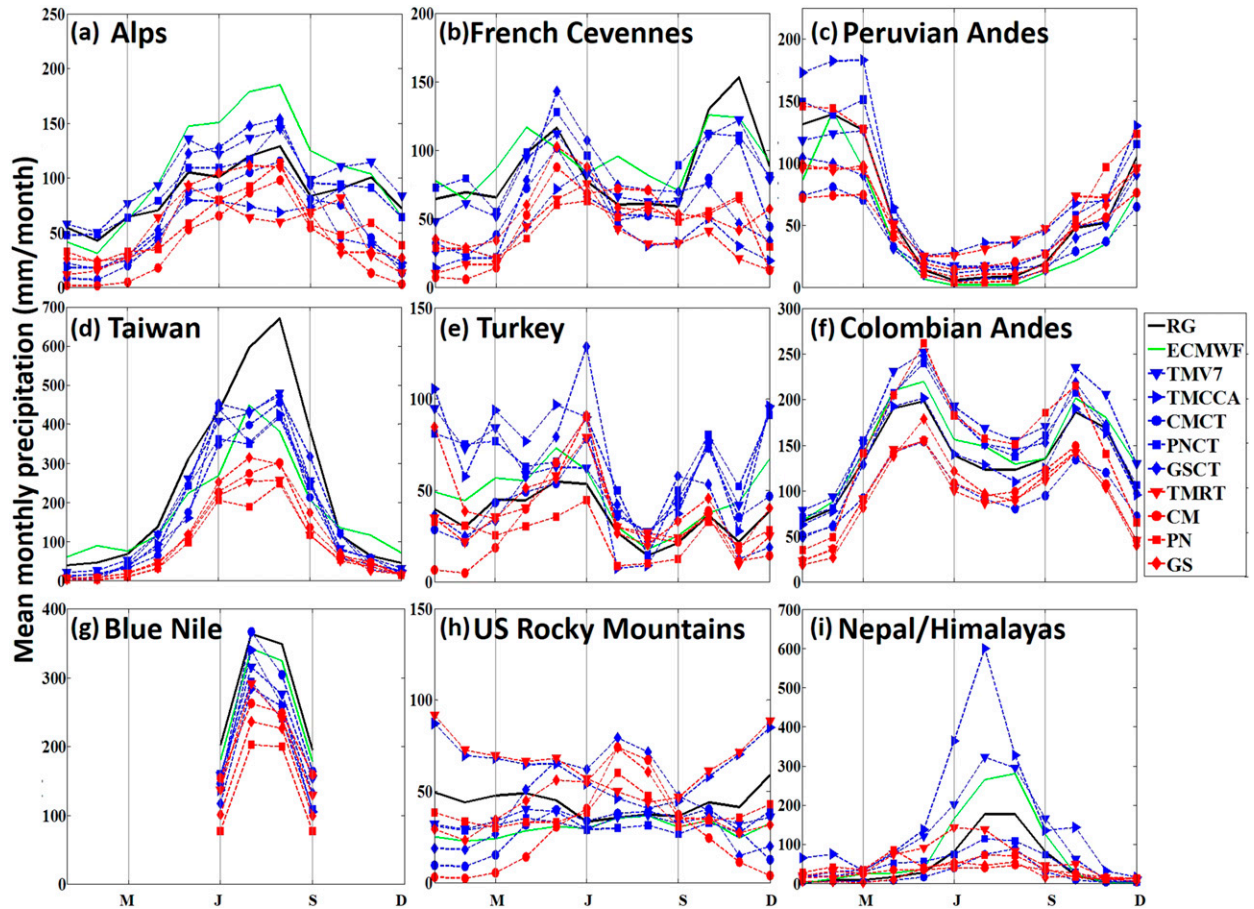 Mean monthly precipitation (mm/month)
(a) Alps
250
200
150
100
50
0
(b) French Cevennes
200
150
100
50
0
(c) Peruvian Andes
200
150
100
50
0
(d) Taiwan
700
600
500
400
300
200
100
0
(e) Turkey
150
100
50
0
(f) Colombian Andes
300
250
200
150
100
50
0
RG
ECMWF
TMV7
TMCCA
CMCT
PNCT
GSCT
TMRT
CM
PN
GS
(g) Blue Nile
400
300
200
100
0
M J S D
(h) US Rocky Mountains
150
100
50
0
M J S D
(i) Nepal/Himalayas
700
600
500
400
300
200
100
0
M J S D